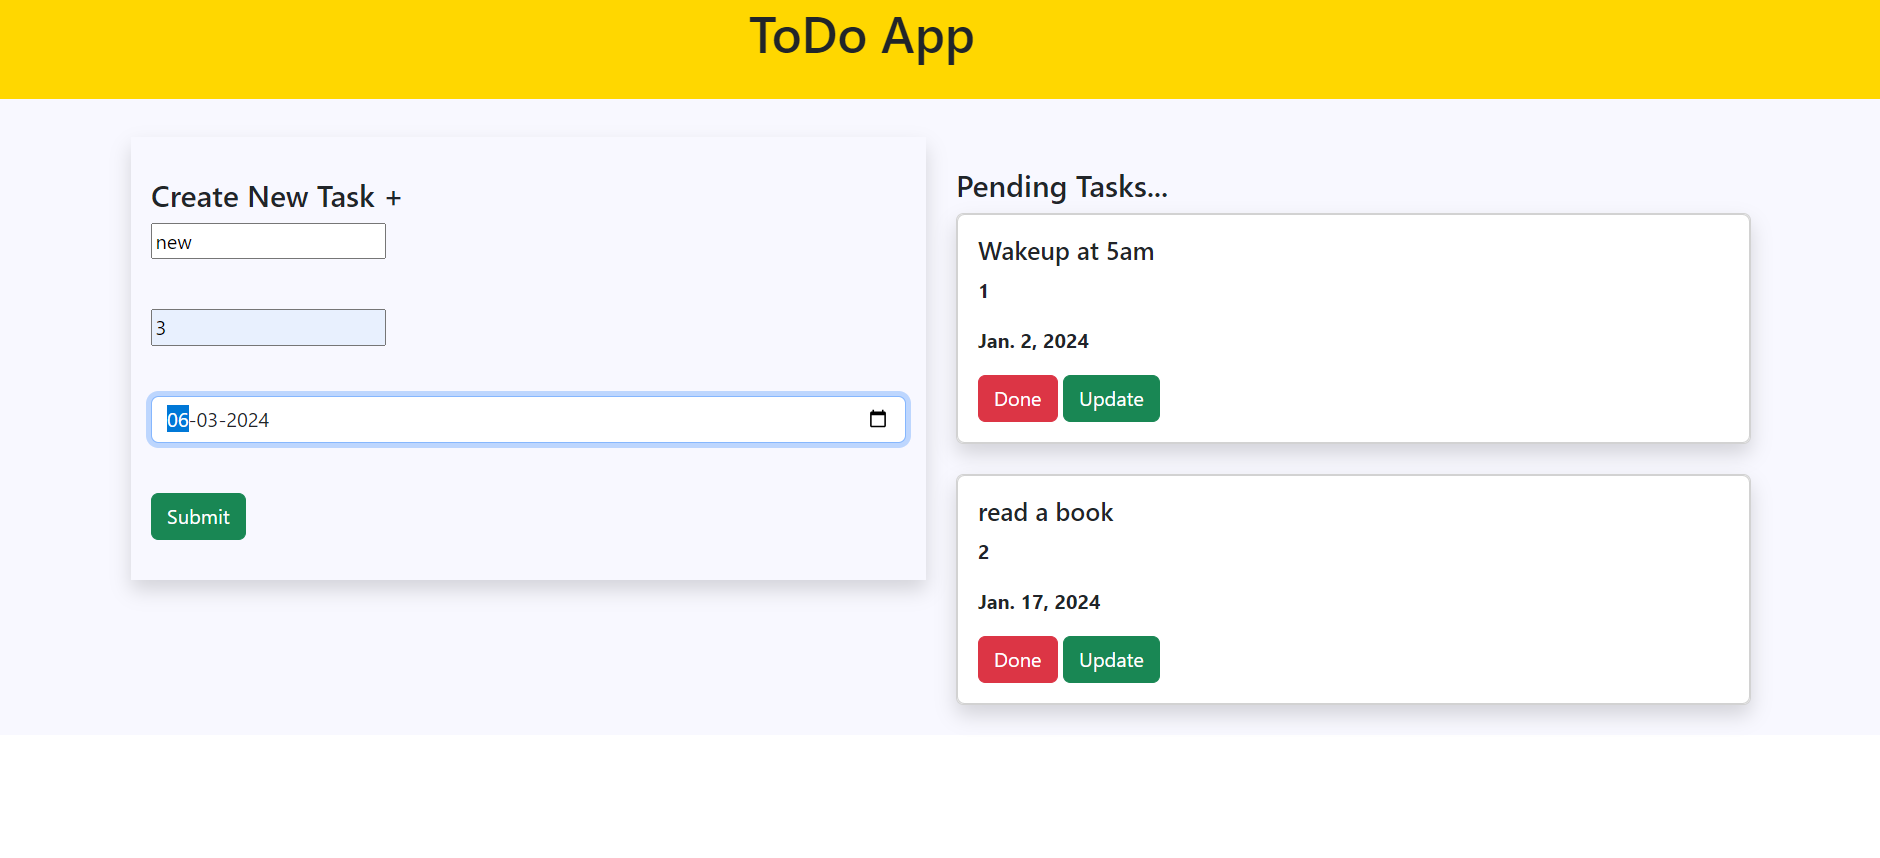 ToDo App
Create New Task +
new
3
06-03-2024
Submit
Pending Tasks...
Wakeup at 5am
1
Jan. 2, 2024
Done Update
read a book
2
Jan. 17, 2024
Done Update